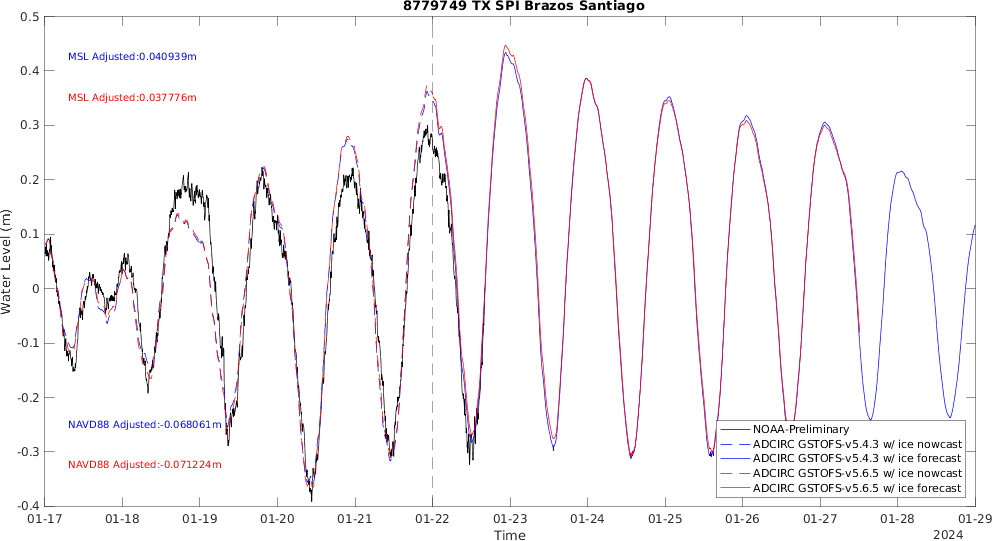 8779749 TX SPI Brazos Santiago
0.5
0.4
0.3
0.2
0.1
0
-0.1
-0.2
-0.3
-0.4
Water Level (m)
MSL Adjusted:0.040939m
MSL Adjusted:0.037776m
NAVD88 Adjusted:-0.068061m
NAVD88 Adjusted:-0.071224m
NOAA-Preliminary
ADCIRC GSTOFS-v5.4.3 w/ ice nowcast
ADCIRC GSTOFS-v5.4.3 w/ ice forecast
ADCIRC GSTOFS-v5.6.5 w/ ice nowcast
ADCIRC GSTOFS-v5.6.5 w/ ice forecast
01-17 01-18 01-19 01-20 01-21 01-22 01-23 01-24 01-25 01-26 01-27 01-28 01-29
Time
2024